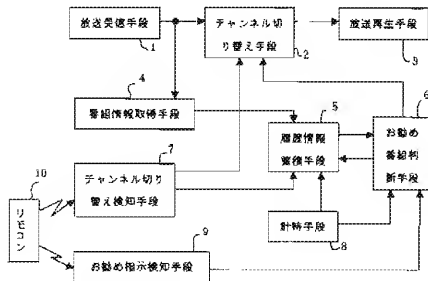 放送受信手段
1
チャンネル切り
替え手段
2
放送再生手段
3
4
番組情報取得手段
5
履歴情報
蓄積手段
6
お勧め
番組判
断手段
7
チャンネル切り
替え検知手段
計時手段
8
10
リモコン
9
お勧め指示検知手段